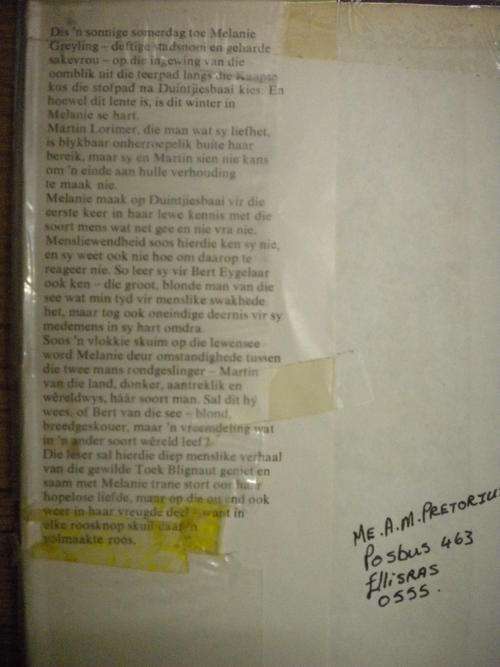 Dis 'n sonnige somerdag toe Melanie
Greyling – deftige stadsnooi en geharde
sakevrou – op die ingewing van die
oomblik uit die teerpad langs die Kaapse
kus die stofpad na Duintjiesbaai kies. En
hoewel dit lente is, is dit winter in
Melanie se hart.
Martin Lorimer, die man wat sy liefhet,
is blykbaar onherroepelik buite haar
bereik, maar sy en Martin sien nie kans
om 'n einde aan hulle verhouding
te maak nie.
Melanie maak op Duintjiesbaai vir die
eerste keer in haar lewe kennis met die
soort mens wat net gee en nie vra nie.
Mensliewendheid soos hierdie ken sy nie,
en sy weet ook nie hoe om daarop te
reageer nie. So leer sy vir Bert Eygelaar
ook ken – die groot, blonde man van die
see wat min tyd vir menslike swakhede
het, maar tog ook oneindige deernis vir sy
medemens in sy hart omdra.
Soos 'n vlokkie skuim op die lewensee
word Melanie deur omstandighede tussen
die twee mans rondgeslinger – Martin
van die land, donker, aantreklik en
wêreldwys, háár soort man. Sal dit hý
wees, of Bert van die see – blond,
breedgeskouer, maar 'n vreemdeling wat
in 'n ander soort wêreld leef?
Die leser sal hierdie diep menslike verhaal
van die gewilde Toek Blignaut geniet en
saam met Melanie trane stort oor haar
hopelose liefde, maar op die ou end ook
weer in haar vreugde deel – want in
elke roosknop skuil daar 'n
volmaakte roos.
ME. A.M. PRETORIU
Posbus 463
EllisRAS
0555.